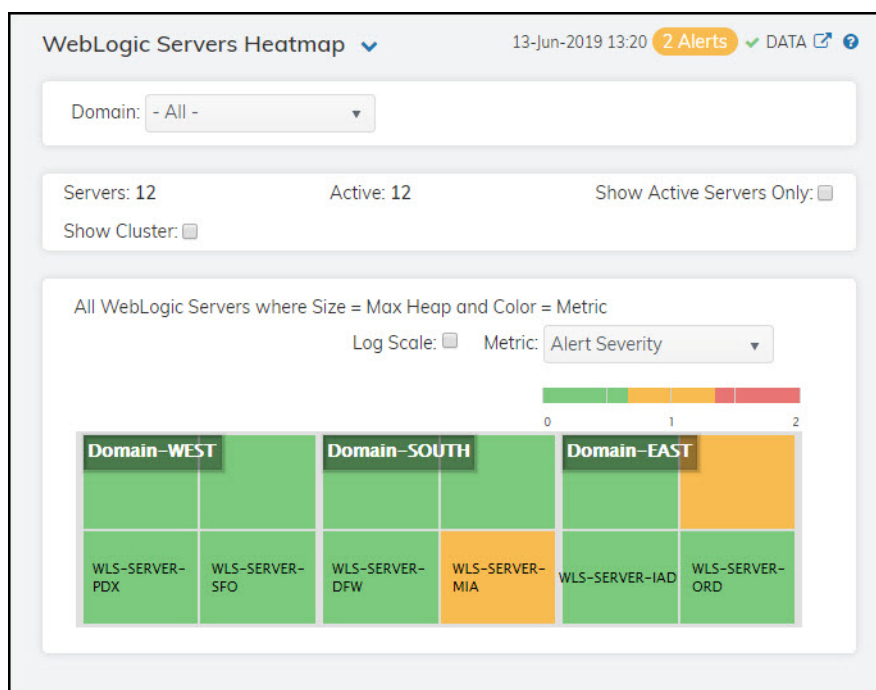 WebLogic Servers Heatmap 13-Jun-2019 13:20 2 Alerts DATA
Domain: - All -
Servers: 12 Active: 12 Show Active Servers Only:
Show Cluster:
All WebLogic Servers where Size = Max Heap and Color = Metric
Log Scale: Metric: Alert Severity
0 1 2
Domain-WEST Domain-SOUTH Domain-EAST
WLS-SERVER-PDX WLS-SERVER-SFO WLS-SERVER-DFW WLS-SERVER-MIA WLS-SERVER-IAD WLS-SERVER-ORD